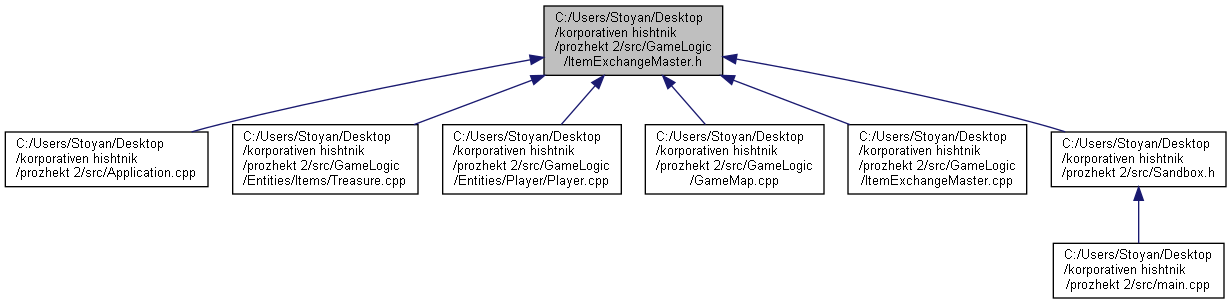 C:/Users/Stoyan/Desktop
/korporativen hishtnik
/prozhekt 2/src/GameLogic
/ItemExchangeMaster.h
C:/Users/Stoyan/Desktop
/korporativen hishtnik
/prozhekt 2/src/Application.cpp
C:/Users/Stoyan/Desktop
/korporativen hishtnik
/prozhekt 2/src/GameLogic
/Entities/Items/Treasure.cpp
C:/Users/Stoyan/Desktop
/korporativen hishtnik
/prozhekt 2/src/GameLogic
/Entities/Player/Player.cpp
C:/Users/Stoyan/Desktop
/korporativen hishtnik
/prozhekt 2/src/GameLogic
/GameMap.cpp
C:/Users/Stoyan/Desktop
/korporativen hishtnik
/prozhekt 2/src/GameLogic
/ItemExchangeMaster.cpp
C:/Users/Stoyan/Desktop
/korporativen hishtnik
/prozhekt 2/src/Sandbox.h
C:/Users/Stoyan/Desktop
/korporativen hishtnik
/prozhekt 2/src/main.cpp